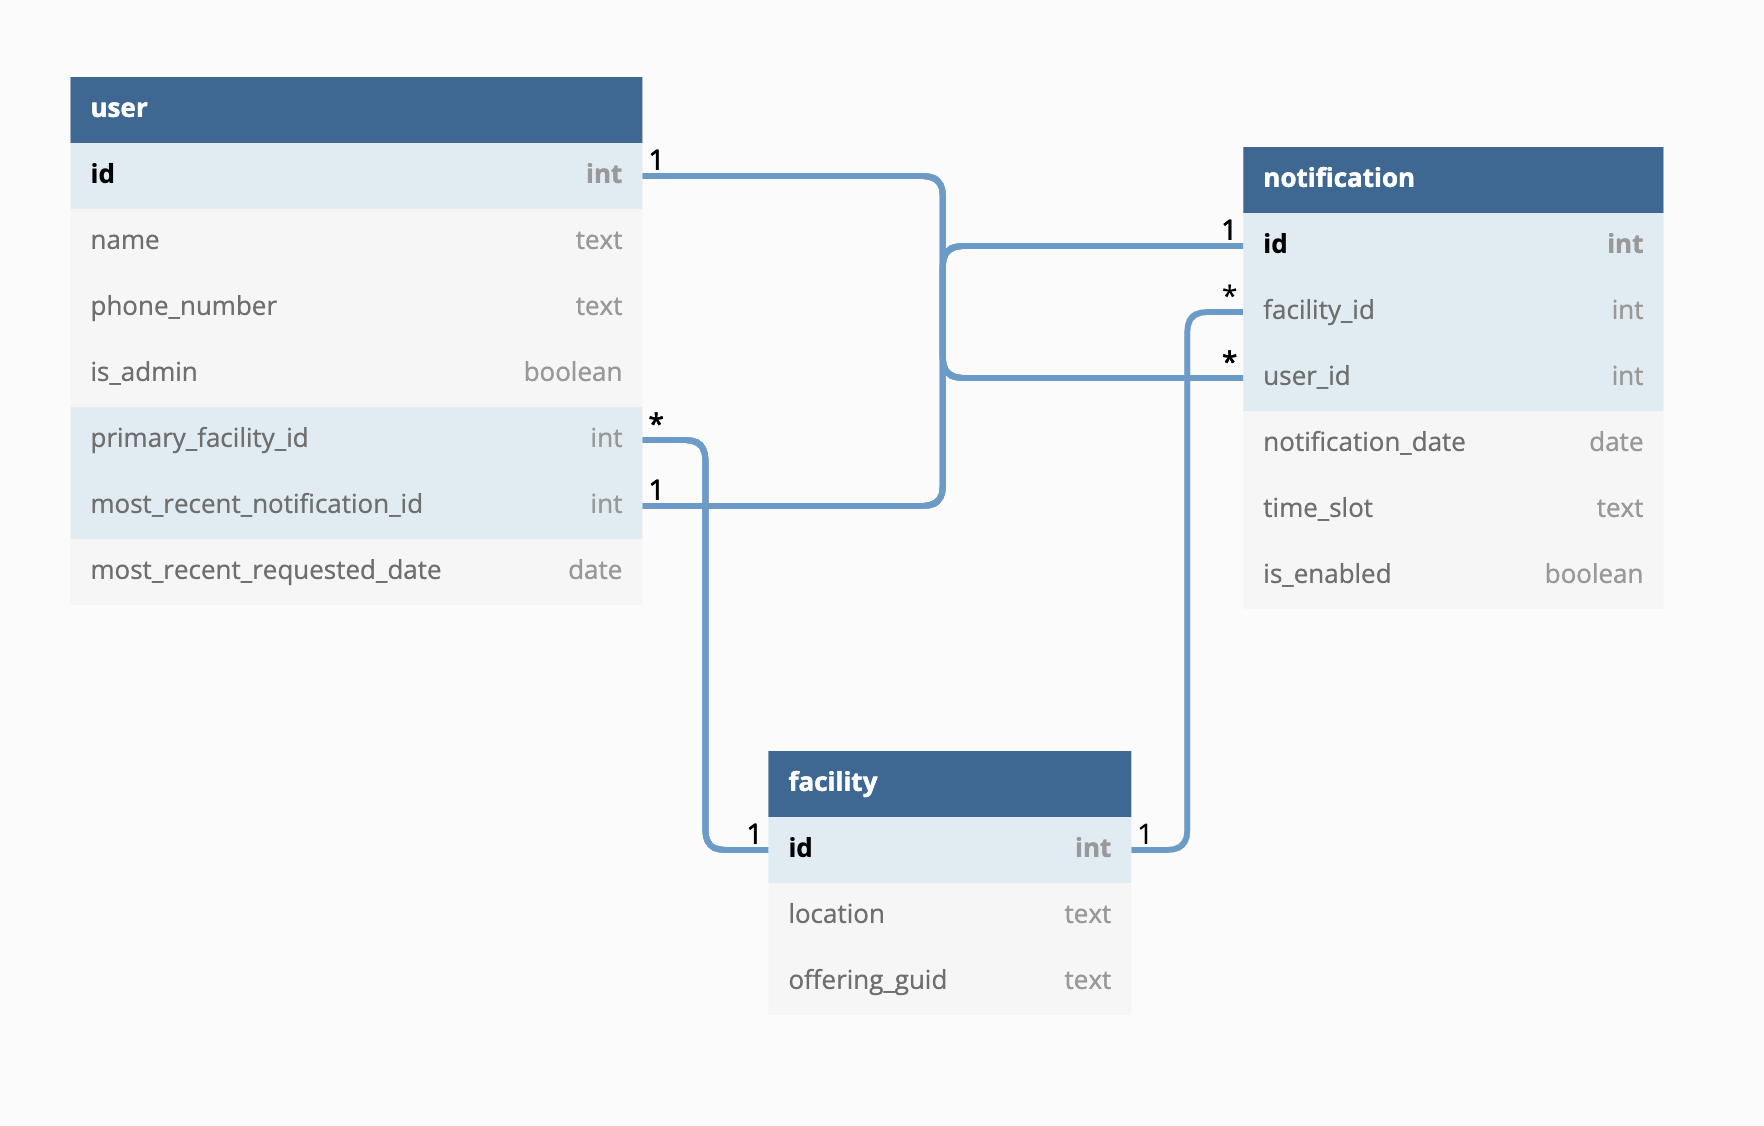 user
id int
name text
phone_number text
is_admin boolean
primary_facility_id int
most_recent_notification_id int
most_recent_requested_date date
1
*
1
notification
id int
facility_id int
user_id int
notification_date date
time_slot text
is_enabled boolean
1
*
*
facility
id int
location text
offering_guid text
1
1